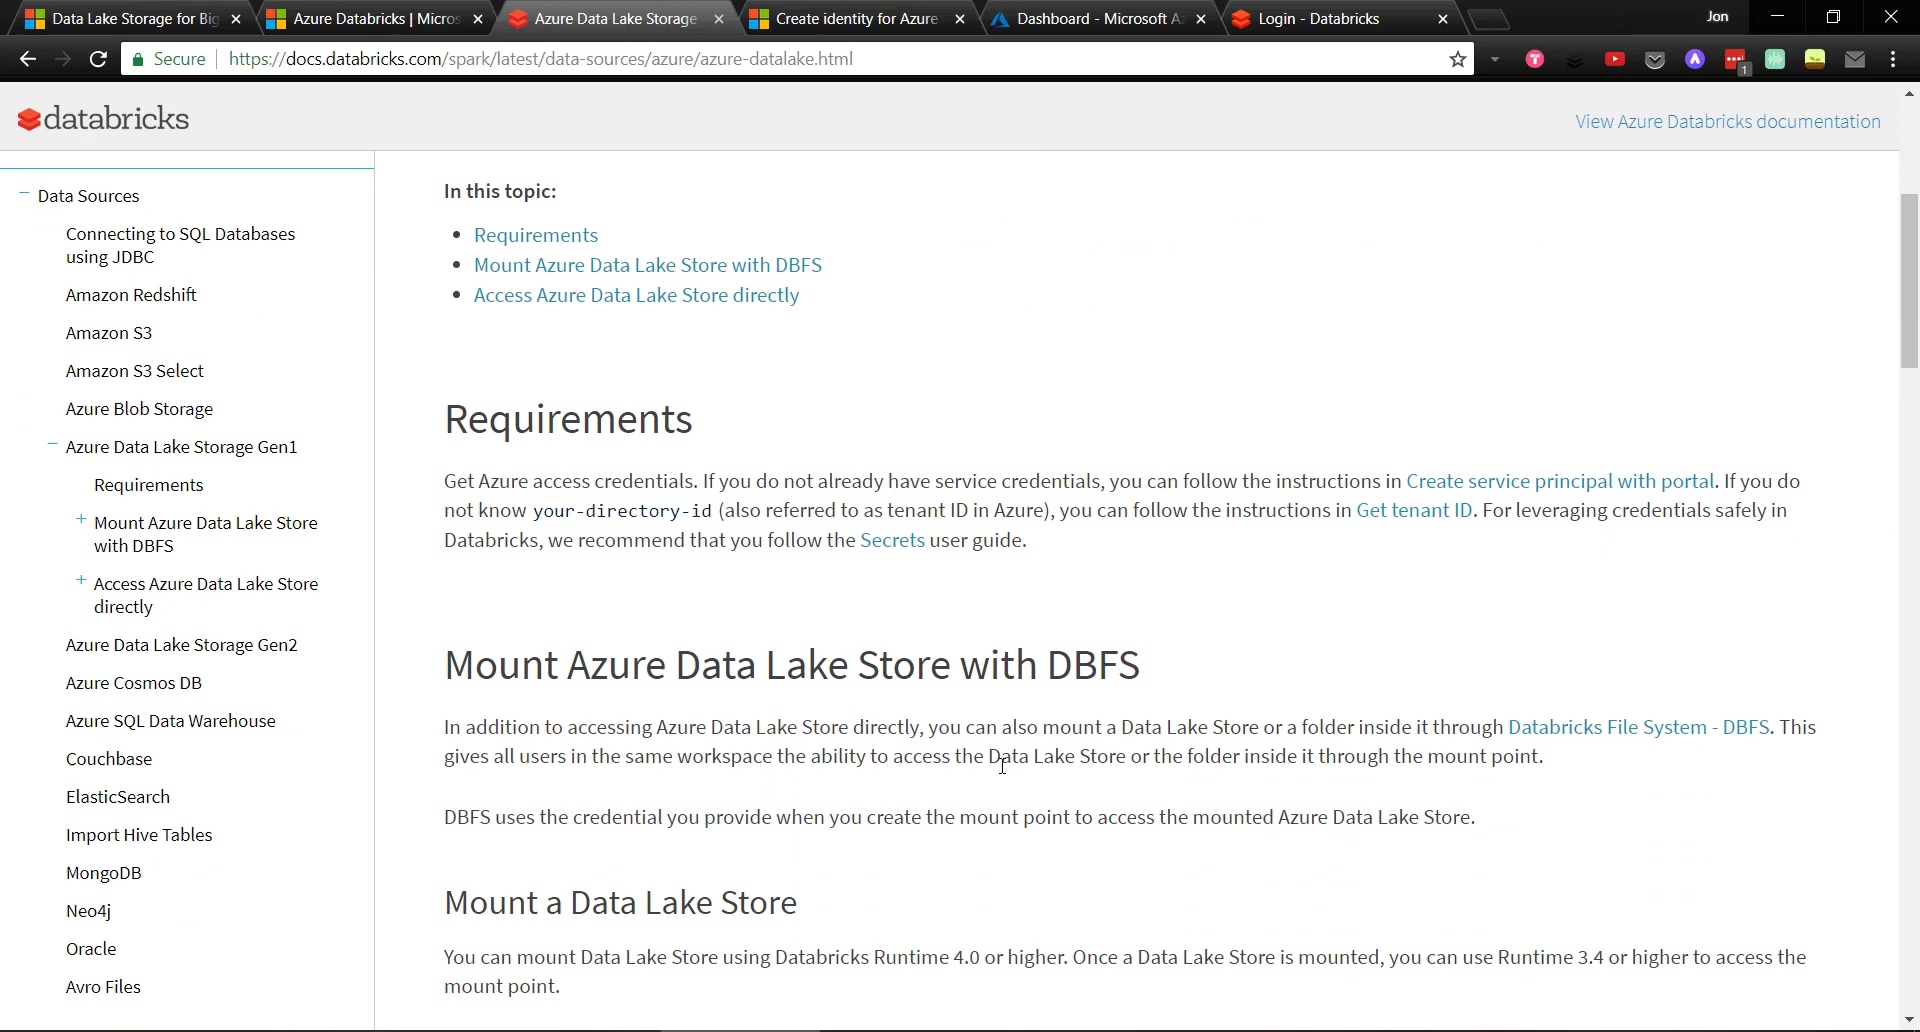 Data Lake Storage for Big
Azure Databricks | Micros
Azure Data Lake Storage
Create identity for Azure
Dashboard - Microsoft A
Login - Databricks
Jon
Secure
https://docs.databricks.com/spark/latest/data-sources/azure/azure-datalake.html
1
databricks
View Azure Databricks documentation
Data Sources
Connecting to SQL Databases
using JDBC
Amazon Redshift
Amazon S3
Amazon S3 Select
Azure Blob Storage
Azure Data Lake Storage Gen1
Requirements
Mount Azure Data Lake Store
with DBFS
Access Azure Data Lake Store
directly
Azure Data Lake Storage Gen2
Azure Cosmos DB
Azure SQL Data Warehouse
Couchbase
ElasticSearch
Import Hive Tables
MongoDB
Neo4j
Oracle
Avro Files
In this topic:
Requirements
Mount Azure Data Lake Store with DBFS
Access Azure Data Lake Store directly
Requirements
Get Azure access credentials. If you do not already have service credentials, you can follow the instructions in Create service principal with portal. If you do
not know your-directory-id (also referred to as tenant ID in Azure), you can follow the instructions in Get tenant ID. For leveraging credentials safely in
Databricks, we recommend that you follow the Secrets user guide.
Mount Azure Data Lake Store with DBFS
In addition to accessing Azure Data Lake Store directly, you can also mount a Data Lake Store or a folder inside it through Databricks File System - DBFS. This
gives all users in the same workspace the ability to access the Data Lake Store or the folder inside it through the mount point.
DBFS uses the credential you provide when you create the mount point to access the mounted Azure Data Lake Store.
Mount a Data Lake Store
You can mount Data Lake Store using Databricks Runtime 4.0 or higher. Once a Data Lake Store is mounted, you can use Runtime 3.4 or higher to access the
mount point.